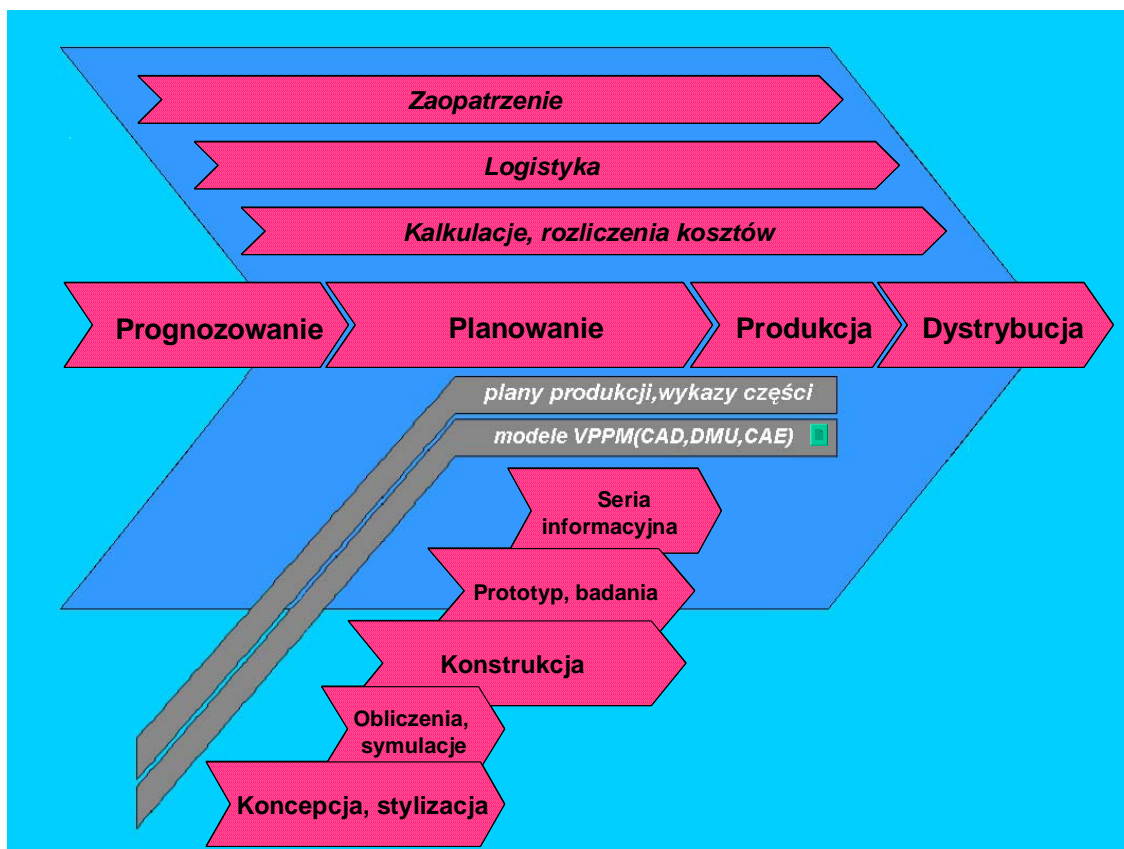 Zaopatrzenie
Logistyka
Kalkulacje, rozliczenia kosztów
Prognozowanie
Planowanie
Produkcja
Dystrybucja
plany produkcji,wykazy części
modele VPPM(CAD,DMU,CAE)
Seria
informacyjna
Prototyp, badania
Konstrukcja
Obliczenia,
symulacje
Koncepcja, stylizacja